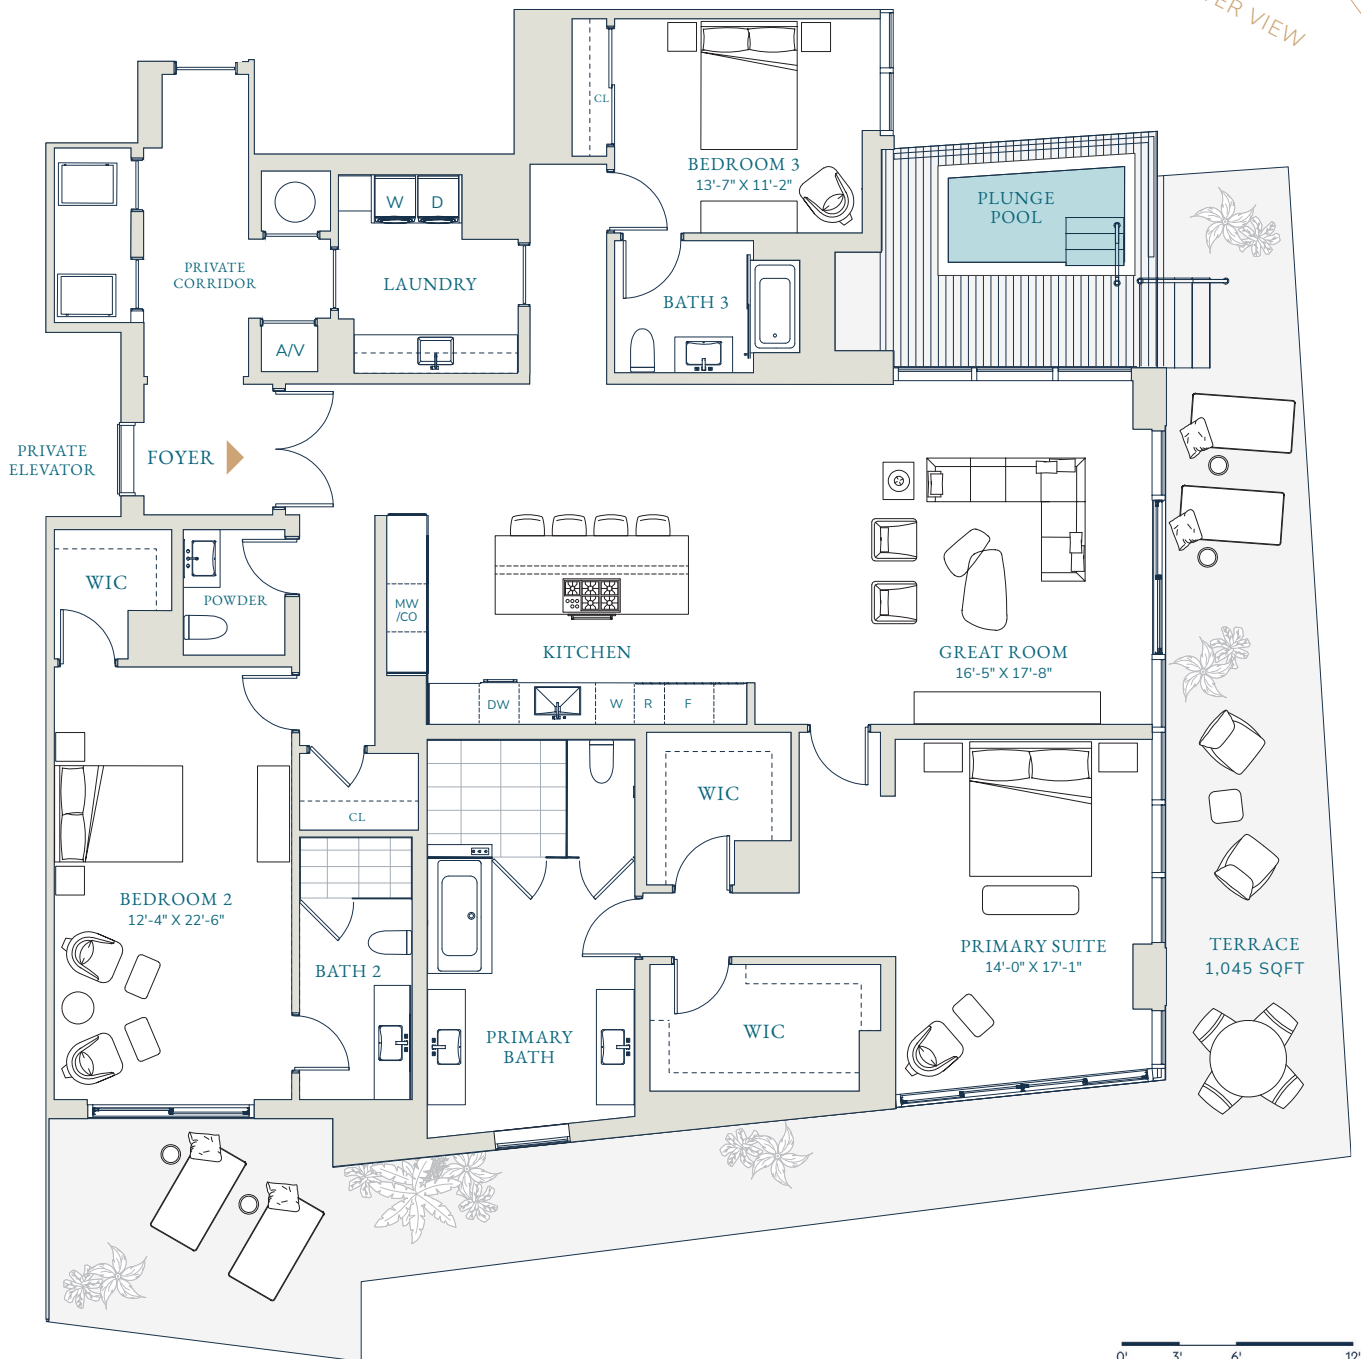 VIEW
CL
BEDROOM 3
13'-7" X 11'-2"
PLUNGE
POOL
W
D
PRIVATE
CORRIDOR
LAUNDRY
BATH 3
A/V
PRIVATE
ELEVATOR
FOYER
WIC
POWDER
MW
/CO
KITCHEN
GREAT ROOM
16'-5" X 17'-8"
DW
W
R
F
WIC
CL
BEDROOM 2
12'-4" X 22'-6"
PRIMARY SUITE
14'-0" X 17'-1"
TERRACE
1,045 SQFT
BATH 2
PRIMARY
BATH
WIC
0'
3'
6'
12'